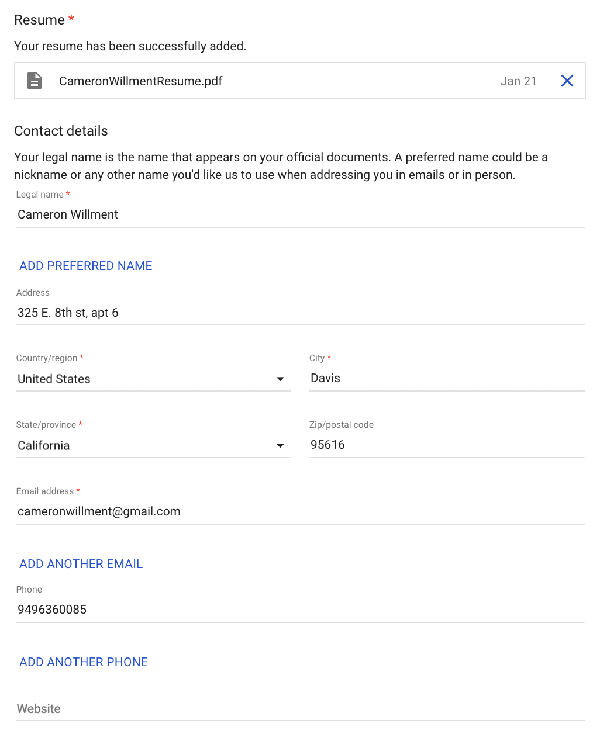 Resume *
Your resume has been successfully added.
CameronWillmentResume.pdf Jan 21
Contact details
Your legal name is the name that appears on your official documents. A preferred name could be a
nickname or any other name you'd like us to use when addressing you in emails or in person.
Legal name *
Cameron Willment
ADD PREFERRED NAME
Address
325 E. 8th st, apt 6
Country/region * City *
United States Davis
State/province * Zip/postal code
California 95616
Email address *
cameronwillment@gmail.com
ADD ANOTHER EMAIL
Phone
9496360085
ADD ANOTHER PHONE
Website